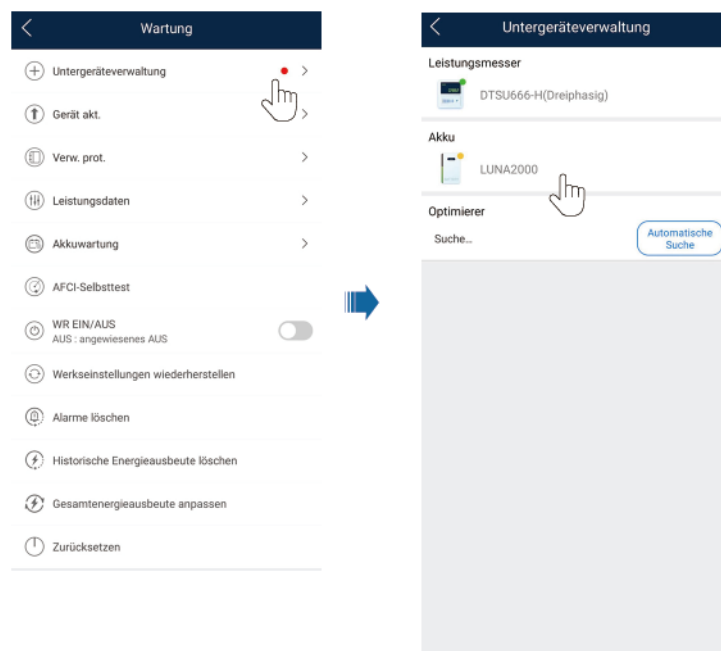 Wartung
Untergeräteverwaltung
Gerät akt.
Verw. prot.
Leistungsdaten
Akkuwartung
AFCI-Selbsttest
WR EIN/AUS
AUS : angewiesenes AUS
Werkseinstellungen wiederherstellen
Alarme löschen
Historische Energieausbeute löschen
Gesamtenergieausbeute anpassen
Zurücksetzen
Untergeräteverwaltung
Leistungsmesser
DTSU666-H(Dreiphasig)
Akku
LUNA2000
Optimierer
Suche...
Automatische
Suche